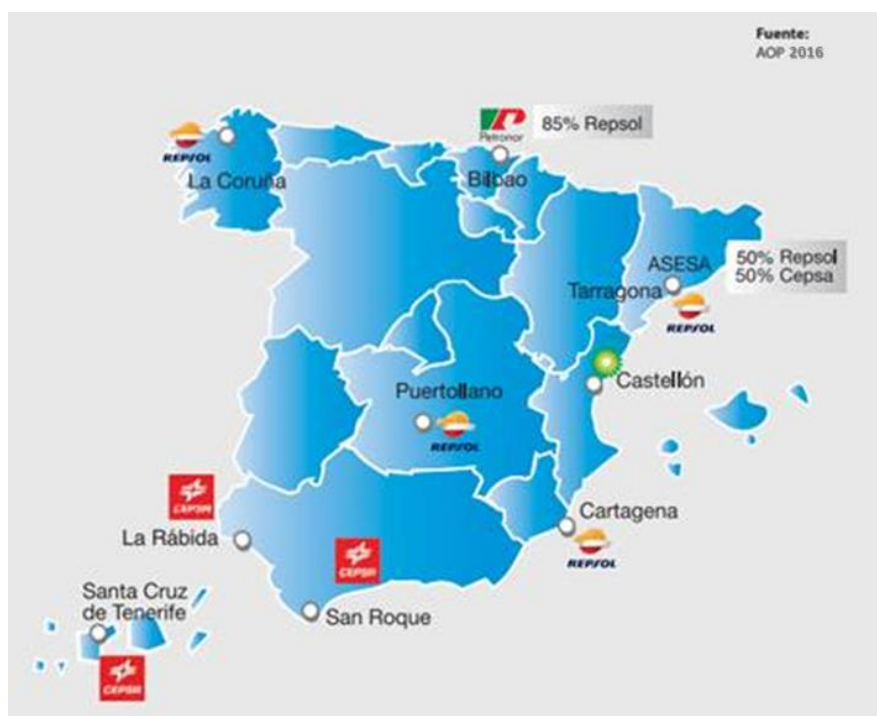 Fuente:
AOP 2016
Petronor
85% Repsol
REPSOL
La Coruña
Bilbao
ASESA
50% Repsol
50% Cepsa
Tarragona
REPSOL
Castellón
Puertollano
REPSOL
CEPSA
La Rábida
Cartagena
REPSOL
CEPSA
Santa Cruz
de Tenerife
San Roque
CEPSA